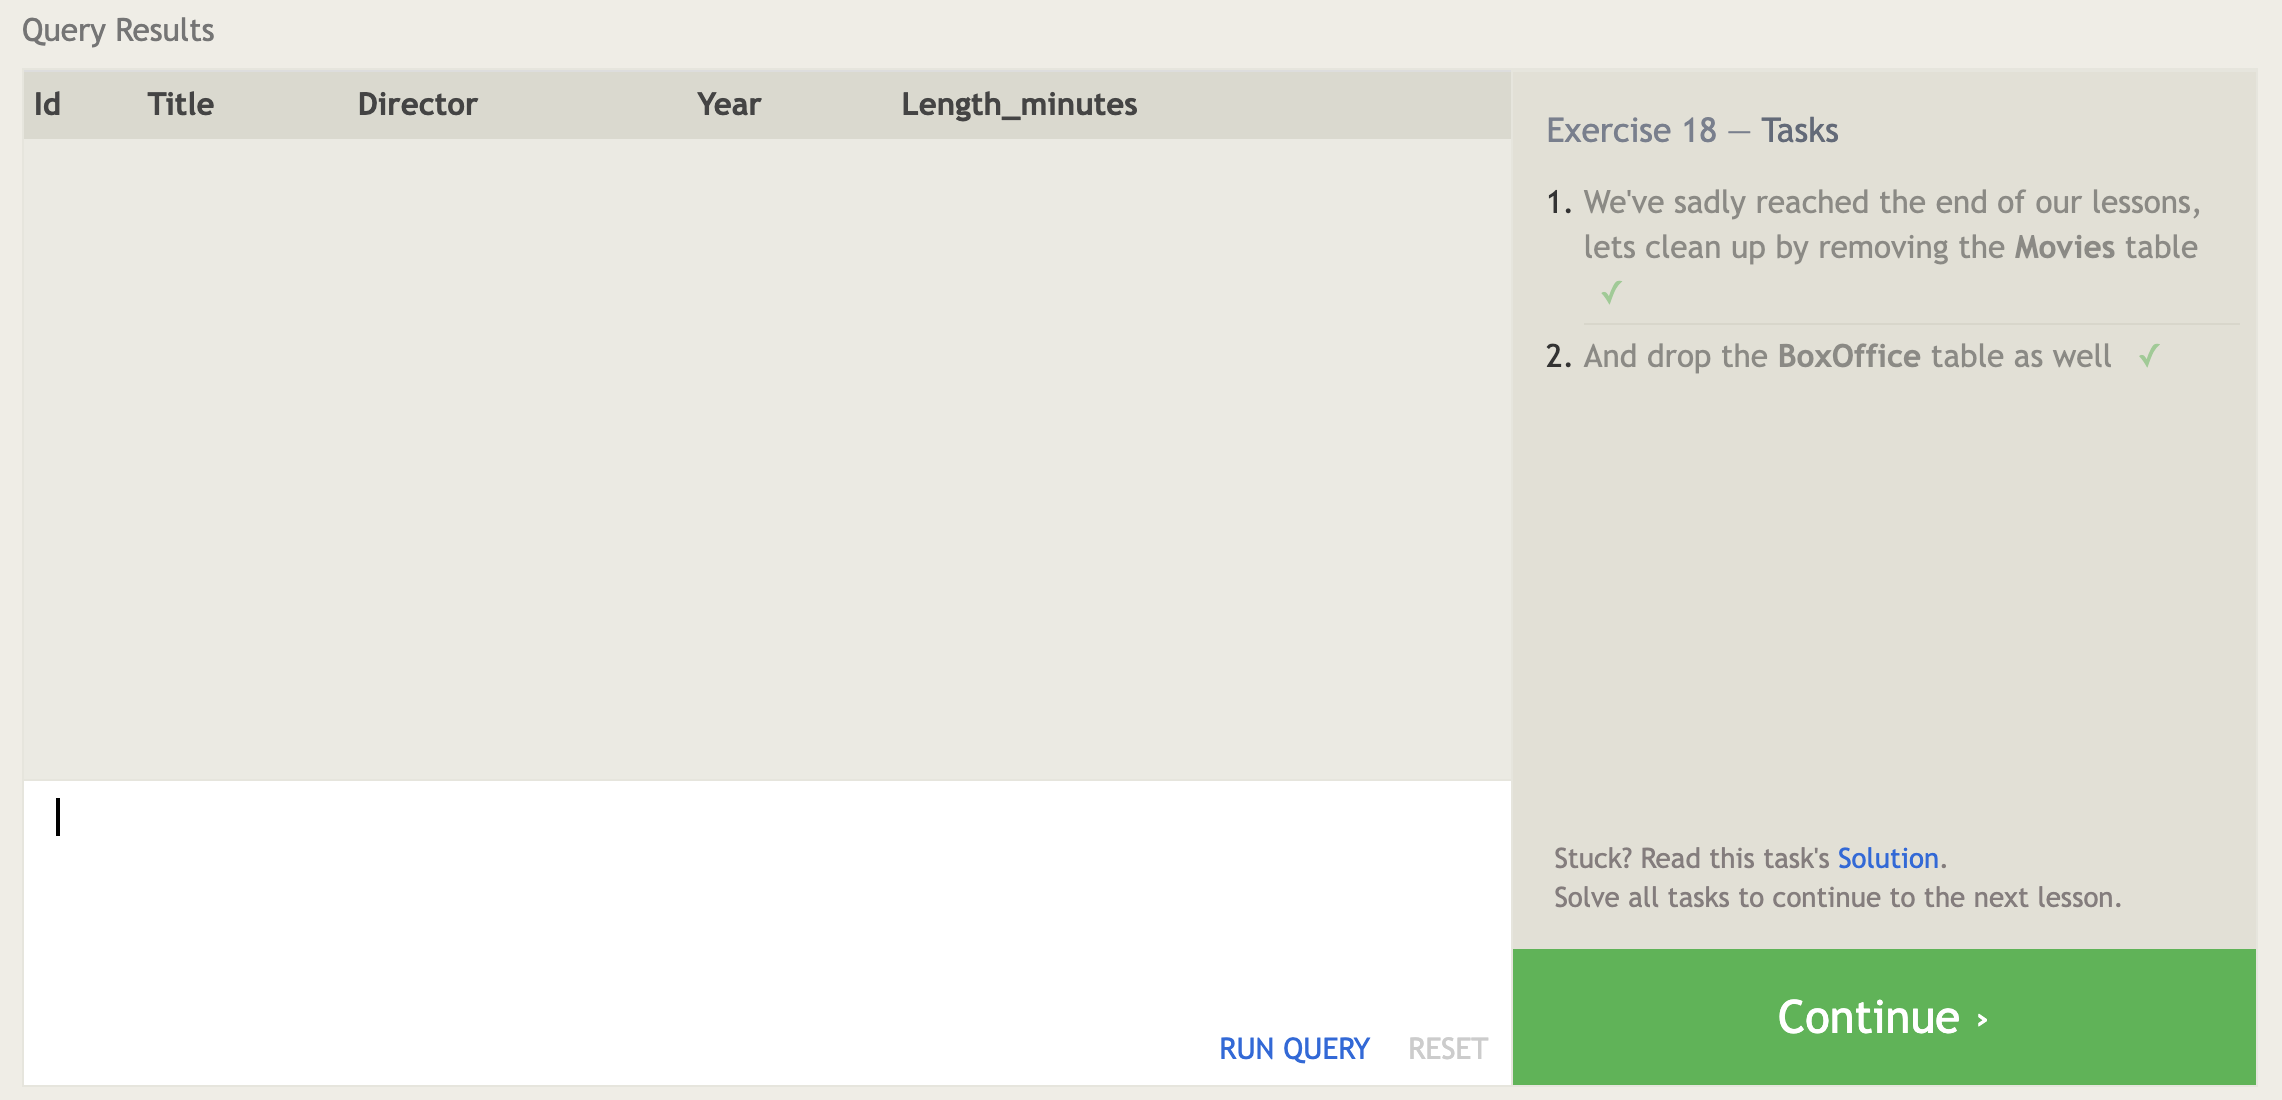 Query Results
Id Title Director Year Length_minutes
Exercise 18 — Tasks
1. We've sadly reached the end of our lessons,
lets clean up by removing the Movies table
✓
2. And drop the BoxOffice table as well ✓
Stuck? Read this task's Solution.
Solve all tasks to continue to the next lesson.
RUN QUERY RESET
Continue ›